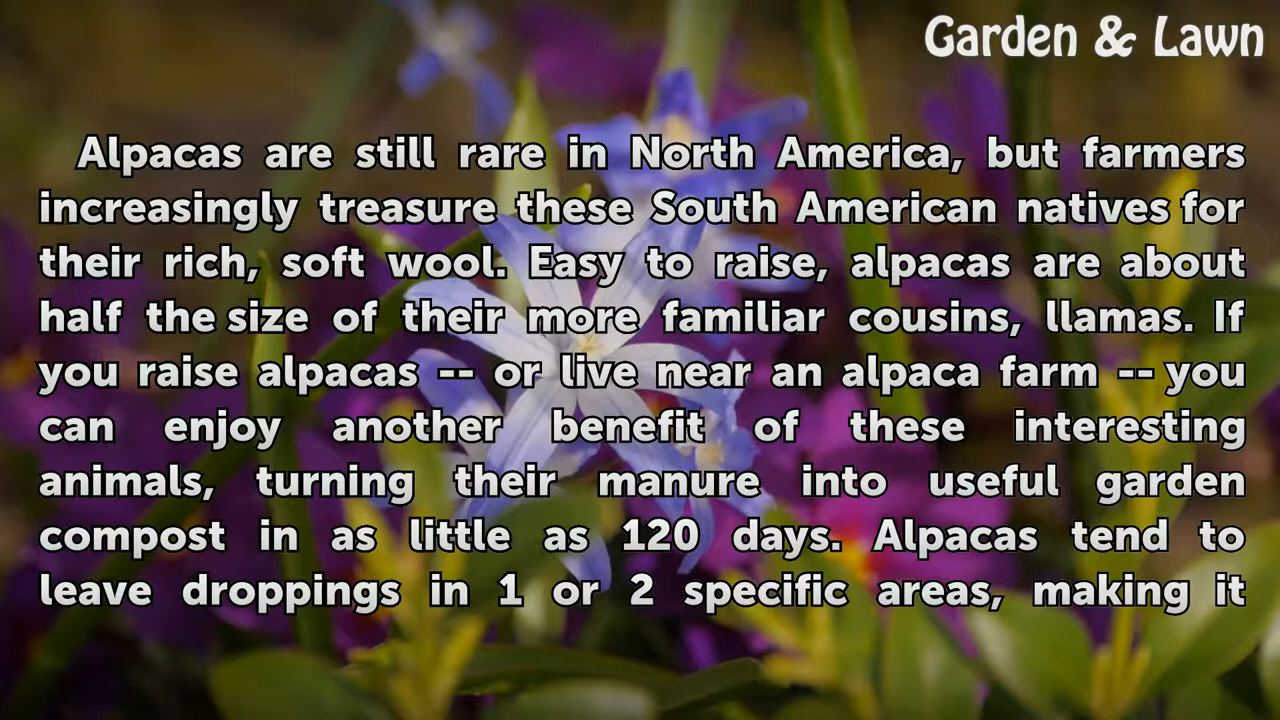 Garden & Lawn
Alpacas are still rare in North America, but farmers
increasingly treasure these South American natives for
their rich, soft wool. Easy to raise, alpacas are about
half the size of their more familiar cousins, llamas. If
you raise alpacas -- or live near an alpaca farm -- you
can enjoy another benefit of these interesting
animals, turning their manure into useful garden
compost in as little as 120 days. Alpacas tend to
leave droppings in 1 or 2 specific areas, making it